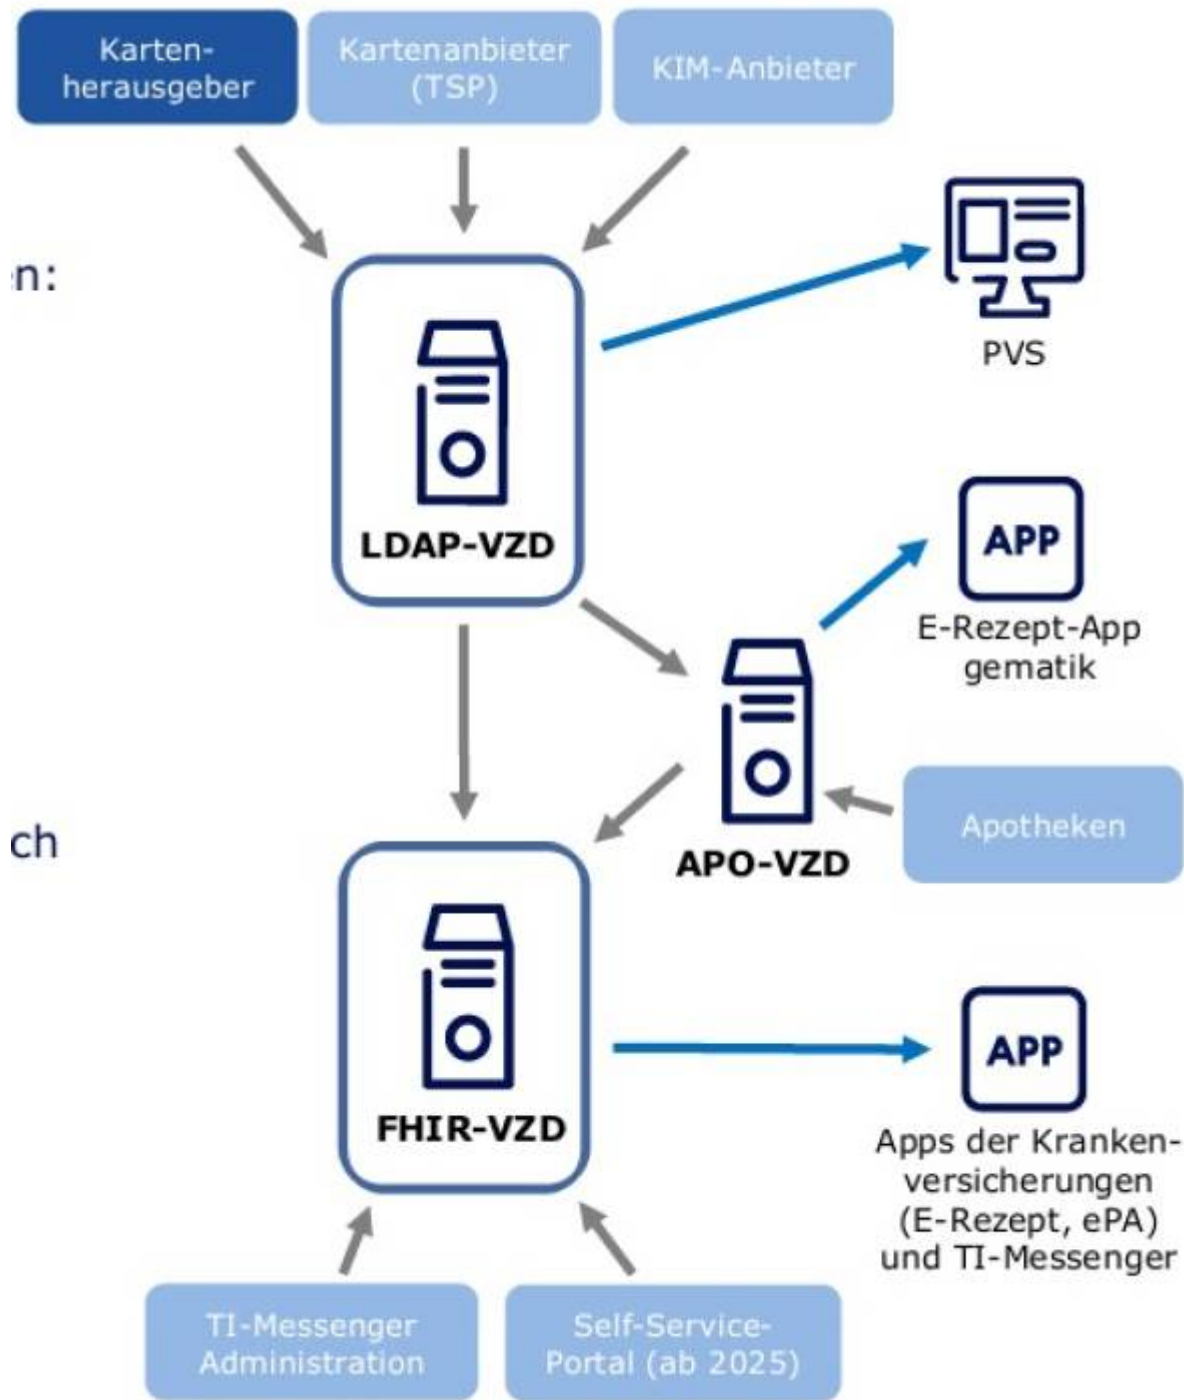 Karten-
herausgeber
Kartenanbieter
(TSP)
KIM-Anbieter
n:
PVS
LDAP-VZD
APP
E-Rezept-App
gematik
Apotheken
ch
APO-VZD
FHIR-VZD
APP
Apps der Kranken-
versicherungen
(E-Rezept, ePA)
und TI-Messenger
TI-Messenger
Administration
Self-Service-
Portal (ab 2025)